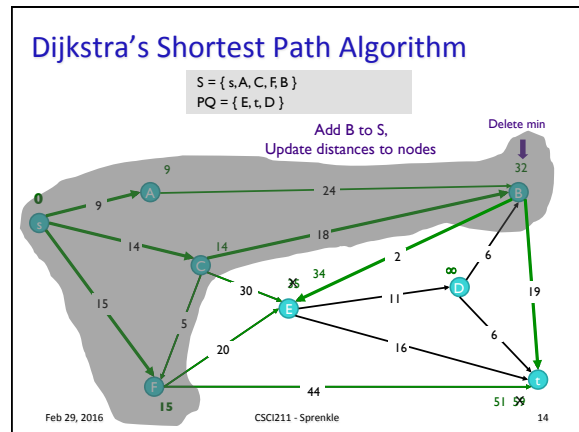 Dijkstra's Shortest Path Algorithm
S = { s, A, C, F, B }
PQ = { E, t, D }
Add B to S,
Update distances to nodes
Delete min
9
32
0
A
24
B
9
s
14
14
18
C
2
6
∞
34
35
30
D
19
15
5
E
11
20
16
6
F
44
t
15
51 59
Feb 29, 2016
CSCI211 - Sprenkle
14